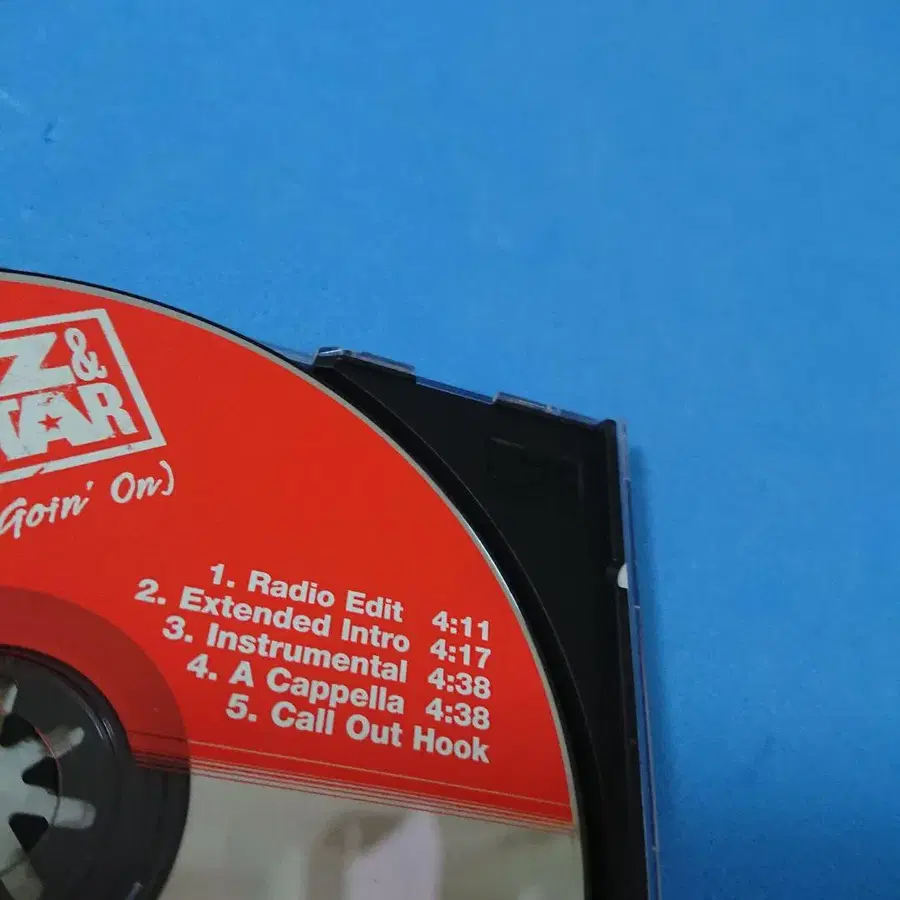 Z &
TAR
Goin' On)
1. Radio Edit 4:11
2. Extended Intro 4:17
3. Instrumental 4:38
4. A Cappella 4:38
5. Call Out Hook